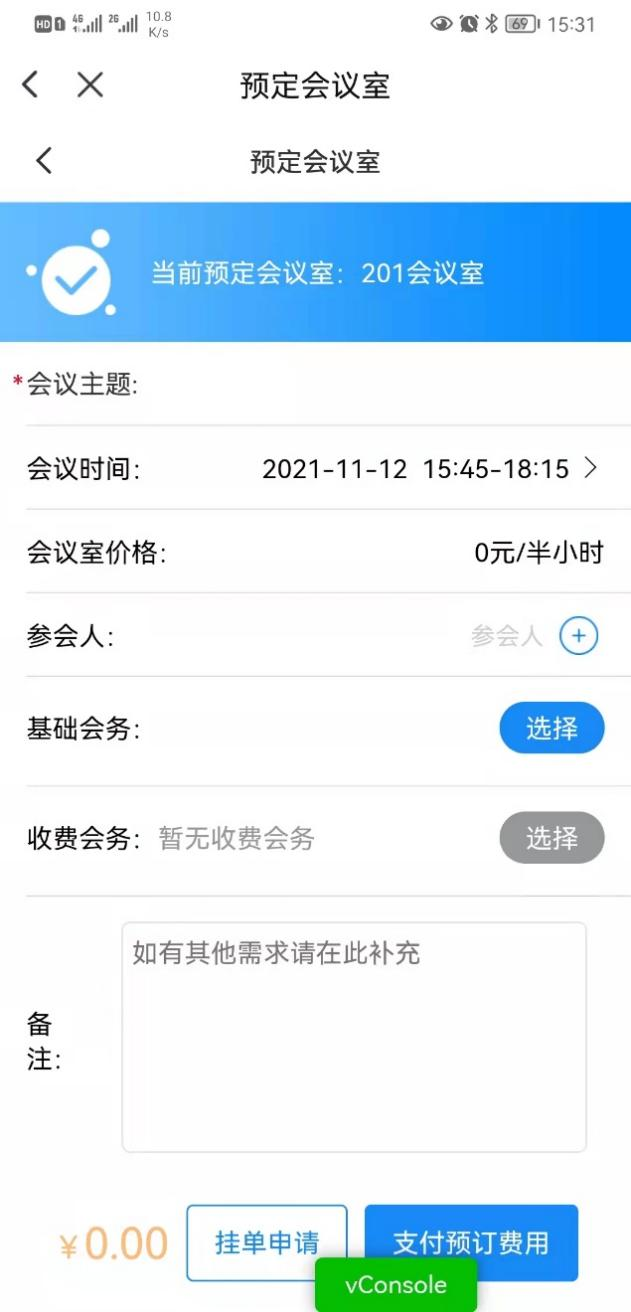 HD 1 4G 2G 10.8 K/s 69 15:31
预定会议室
预定会议室
当前预定会议室: 201会议室
*会议主题:
会议时间: 2021-11-12 15:45-18:15
会议室价格: 0元/半小时
参会人: 参会人
基础会务: 选择
收费会务: 暂无收费会务 选择
如有其他需求请在此补充
备
注:
¥0.00 挂单申请 支付预订费用
vConsole